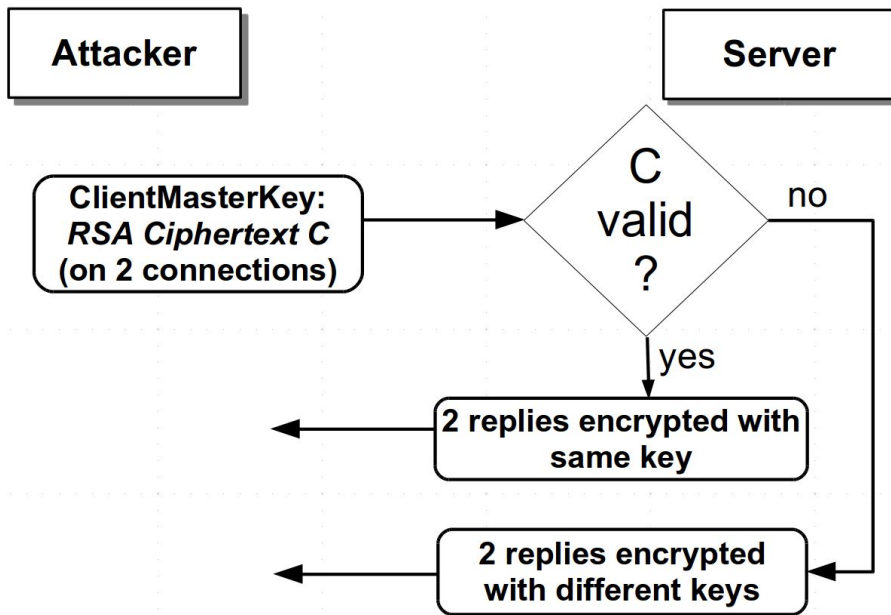 Attacker
Server
ClientMasterKey:
RSA Ciphertext C
(on 2 connections)
C
valid
?
no
yes
2 replies encrypted with
same key
2 replies encrypted
with different keys